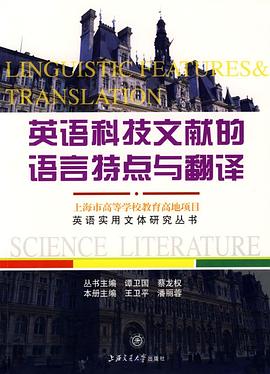 LINGUISTIC FEATURES&
TRANSLATION
英语科技文献的
语言特点与翻译
上海市高等学校教育高地项目
英语实用文体研究丛书
SCIENCE LITERATURE
丛书主编 谭卫国 蔡龙权
本册主编 王卫平 潘丽蓉
上海交通大学出版社